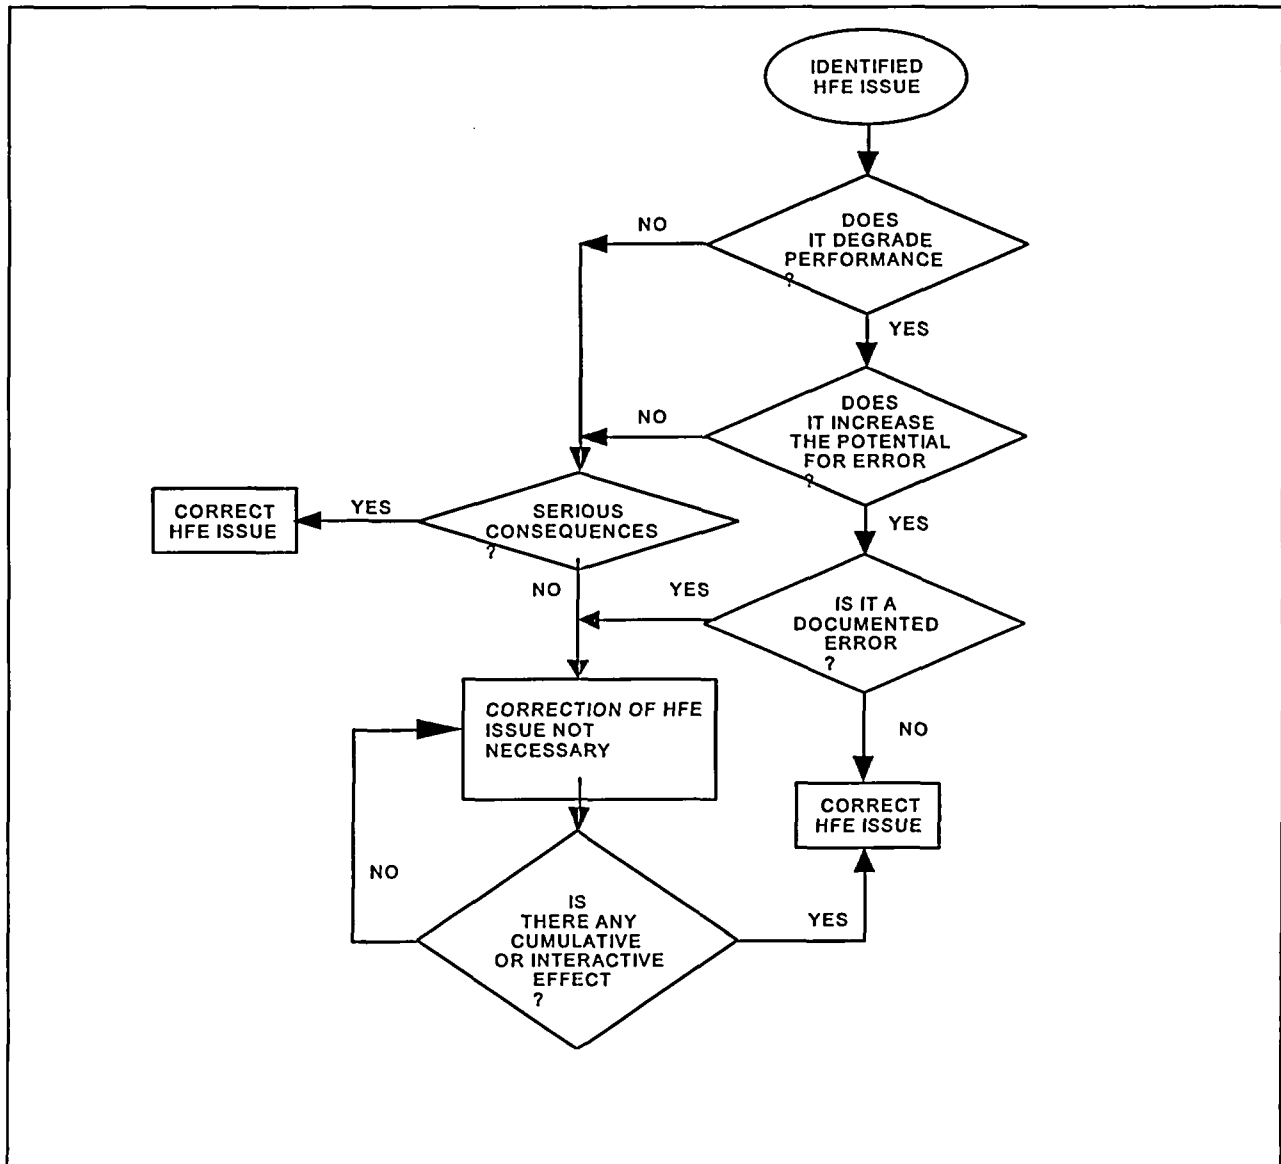 IDENTIFIED
HFE ISSUE
DOES
IT DEGRADE
PERFORMANCE
?
NO
YES
DOES
IT INCREASE
THE POTENTIAL
FOR ERROR
?
NO
YES
SERIOUS
CONSEQUENCES
?
YES
CORRECT
HFE ISSUE
NO
IS IT A
DOCUMENTED
ERROR
?
YES
NO
CORRECTION OF HFE
ISSUE NOT
NECESSARY
CORRECT
HFE ISSUE
IS
THERE ANY
CUMULATIVE
OR INTERACTIVE
EFFECT
?
NO
YES